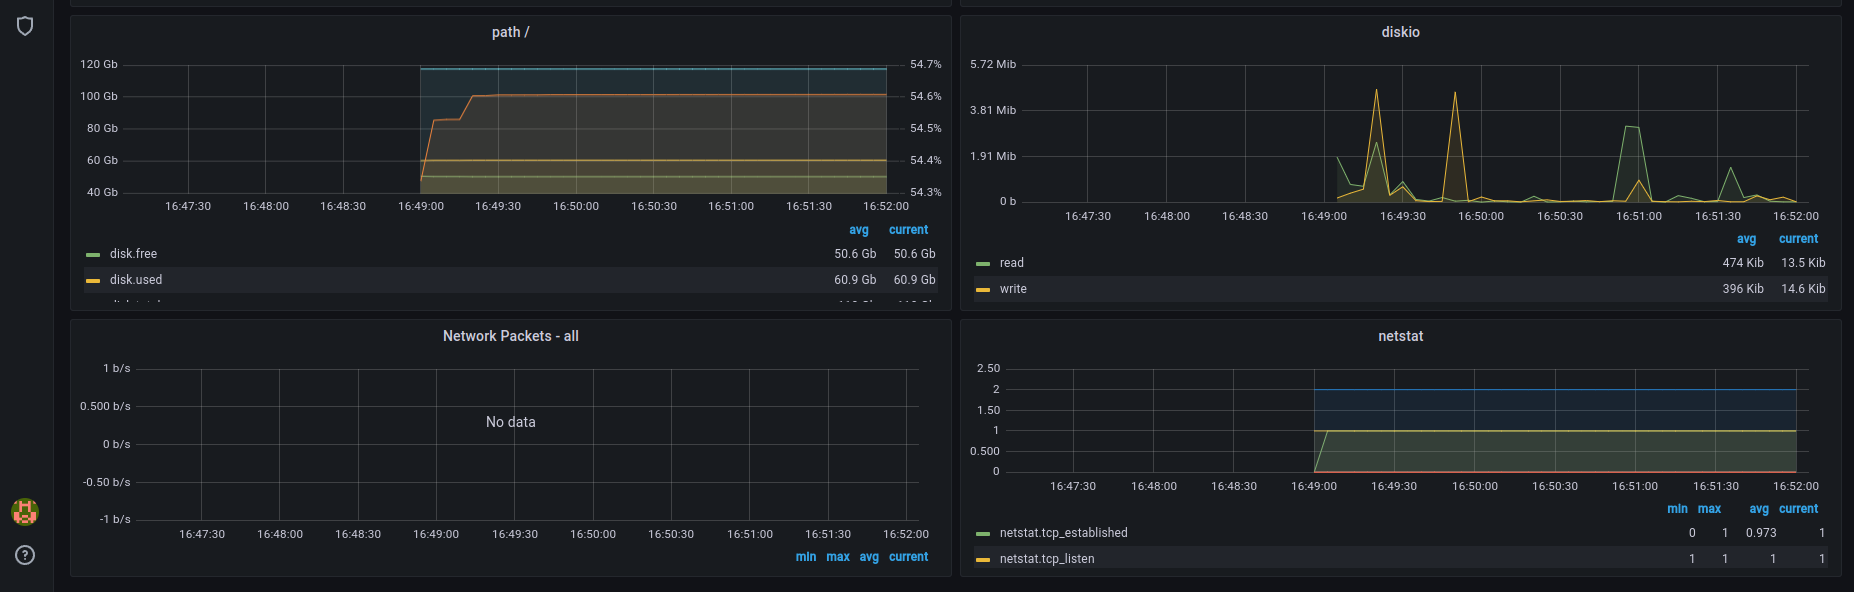 path /
120 Gb
100 Gb
80 Gb
60 Gb
40 Gb
54.7%
54.6%
54.5%
54.4%
54.3%
16:47:30 16:48:00 16:48:30 16:49:00 16:49:30 16:50:00 16:50:30 16:51:00 16:51:30 16:52:00
avg current
disk.free 50.6 Gb 50.6 Gb
disk.used 60.9 Gb 60.9 Gb
diskio
5.72 Mib
3.81 Mib
1.91 Mib
0 b
16:47:30 16:48:00 16:48:30 16:49:00 16:49:30 16:50:00 16:50:30 16:51:00 16:51:30 16:52:00
avg current
read 474 Kib 13.5 Kib
write 396 Kib 14.6 Kib
Network Packets - all
1 b/s
0.500 b/s
0 b/s
-0.50 b/s
-1 b/s
No data
16:47:30 16:48:00 16:48:30 16:49:00 16:49:30 16:50:00 16:50:30 16:51:00 16:51:30 16:52:00
min max avg current
netstat
2.50
2
1.50
1
0.500
0
16:47:30 16:48:00 16:48:30 16:49:00 16:49:30 16:50:00 16:50:30 16:51:00 16:51:30 16:52:00
min max avg current
netstat.tcp_established 0 1 0.973 1
netstat.tcp_listen 1 1 1 1